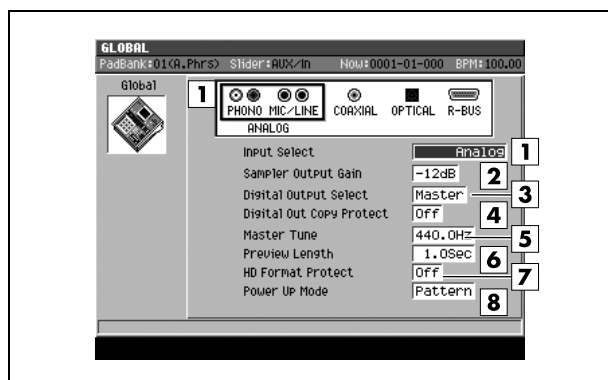 GLOBAL
PadBank:01(A.Phrs) Slider:AUX/In Now:0001-01-000 BPM:100.00
Global
1
PHONO MIC/LINE COAXIAL OPTICAL R-BUS
ANALOG
Input Select Analog 1
Sampler Output Gain -12dB 2
Digital Output Select Master 3
Digital Out Copy Protect Off 4
Master Tune 440.0Hz 5
Preview Length 1.0Sec 6
HD Format Protect Off 7
Power Up Mode Pattern 8